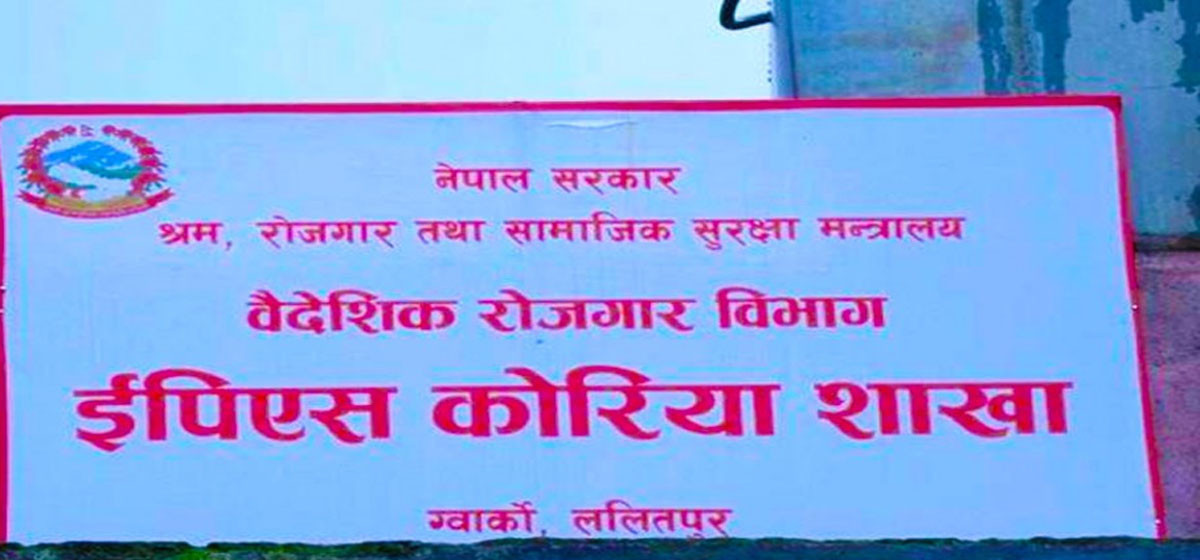 नेपाल सरकार
श्रम, रोजगार तथा सामाजिक सुरक्षा मन्त्रालय
वैदेशिक रोजगार विभाग
ईपिएस कोरिया शाखा
ग्वार्को, ललितपुर